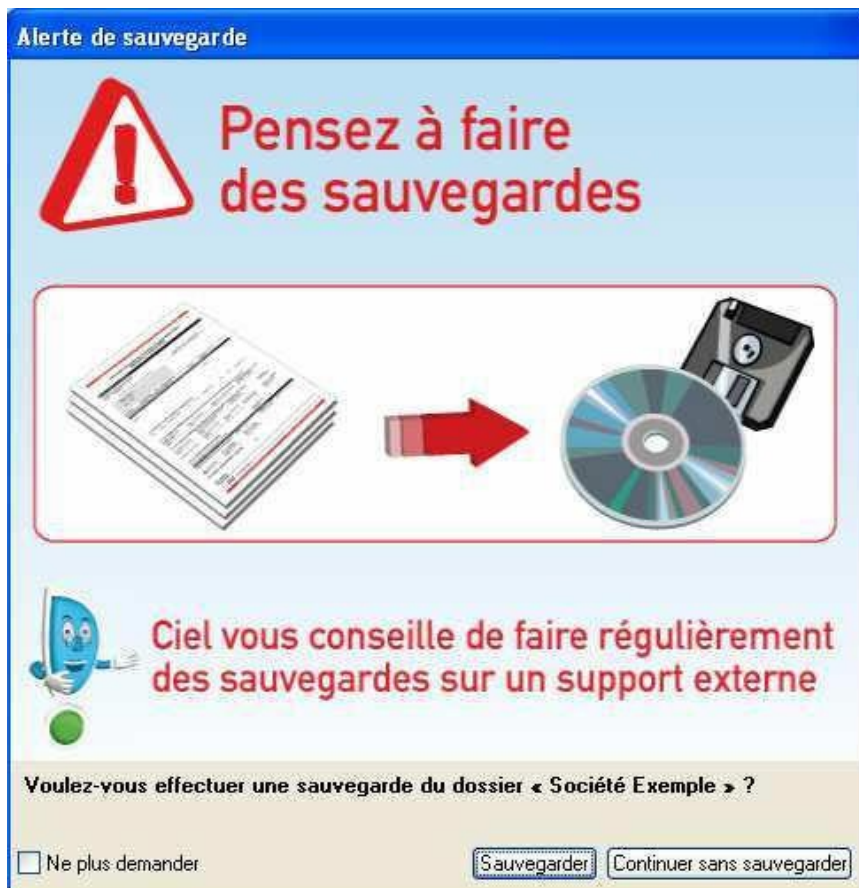 Alerte de sauvegarde
Pensez à faire
des sauvegardes
Ciel vous conseille de faire régulièrement
des sauvegardes sur un support externe
Voulez-vous effectuer une sauvegarde du dossier « Société Exemple » ?
Ne plus demander
Sauvegarder
Continuer sans sauvegarder